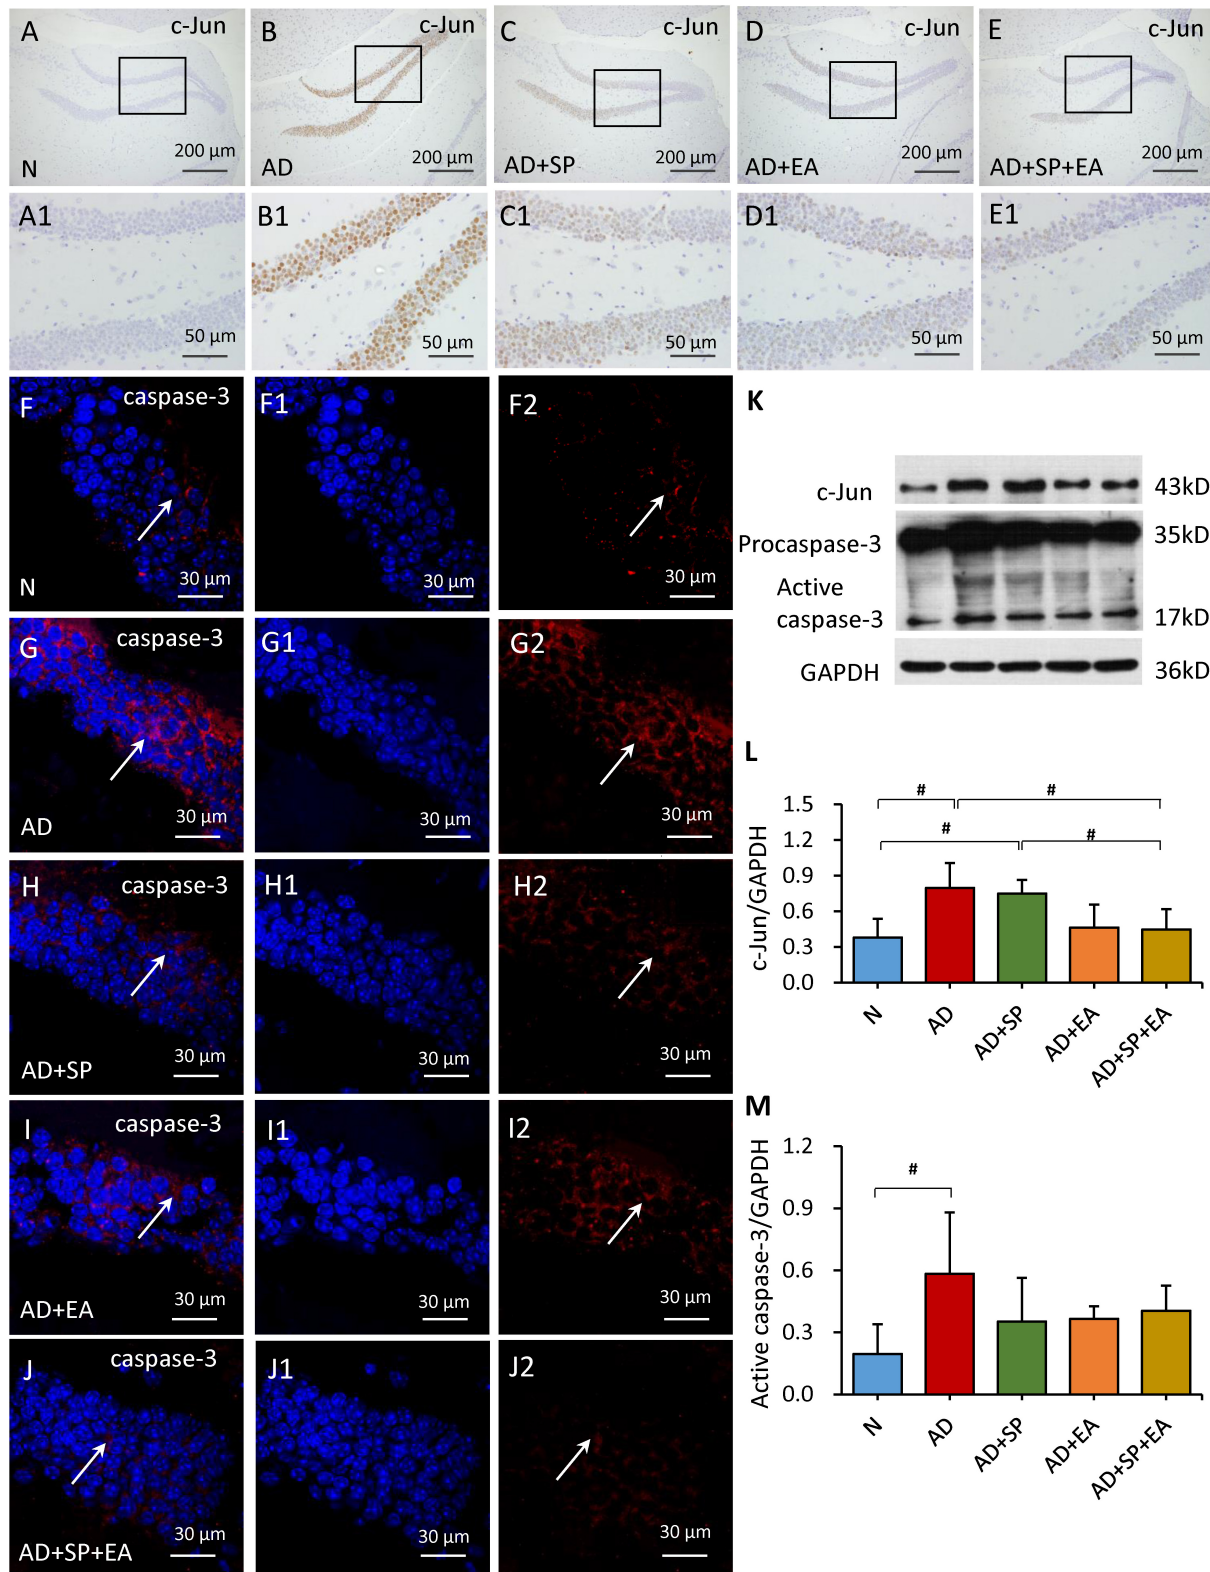 A c-Jun B c-Jun C c-Jun D c-Jun E c-Jun
200 µm 200 µm 200 µm 200 µm 200 µm
N AD AD+SP AD+EA AD+SP+EA
A1 B1 C1 D1 E1
50 µm 50 µm 50 µm 50 µm 50 µm
F caspase-3 F1 F2
30 µm 30 µm 30 µm
N
G caspase-3 G1 G2
30 µm 30 µm 30 µm
AD
H caspase-3 H1 H2
30 µm 30 µm 30 µm
AD+SP
I caspase-3 I1 I2
30 µm 30 µm 30 µm
AD+EA
J caspase-3 J1 J2
30 µm 30 µm 30 µm
AD+SP+EA
K
c-Jun 43kD
Procaspase-3 35kD
Active
caspase-3 17kD
GAPDH 36kD
L
# #
# #
c-Jun/GAPDH
1.5
1.2
0.9
0.6
0.3
0.0
N AD AD+SP AD+EA AD+SP+EA
M
#
Active caspase-3/GAPDH
1.2
0.9
0.6
0.3
0.0
N AD AD+SP AD+EA AD+SP+EA